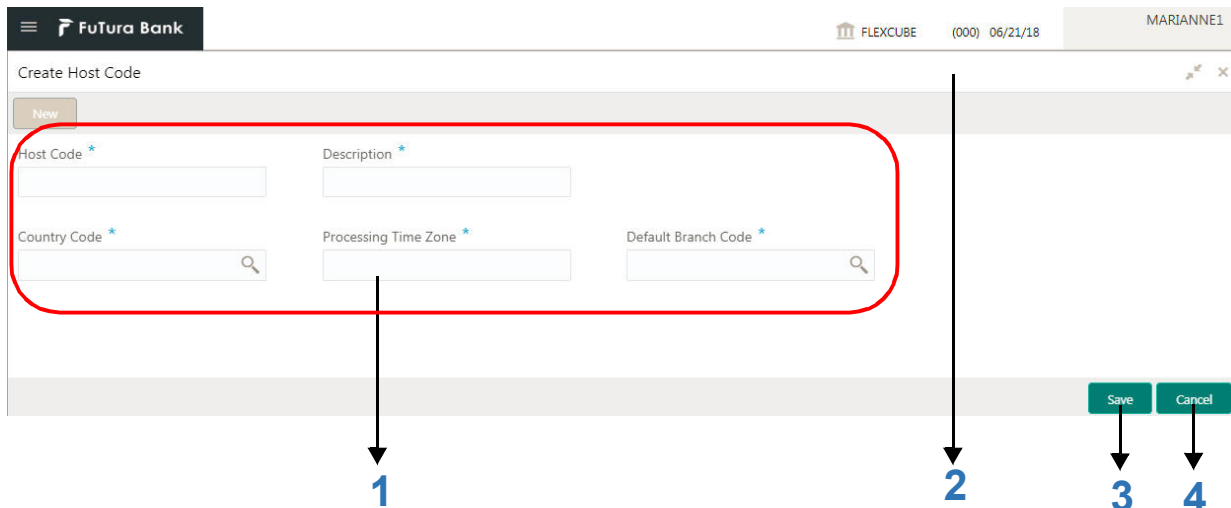 FuTura Bank FLEXCUBE (000) 06/21/18 MARIANNE1
Create Host Code
New
Host Code * Description *
Country Code * Processing Time Zone * Default Branch Code *
Save Cancel
1 2 3 4